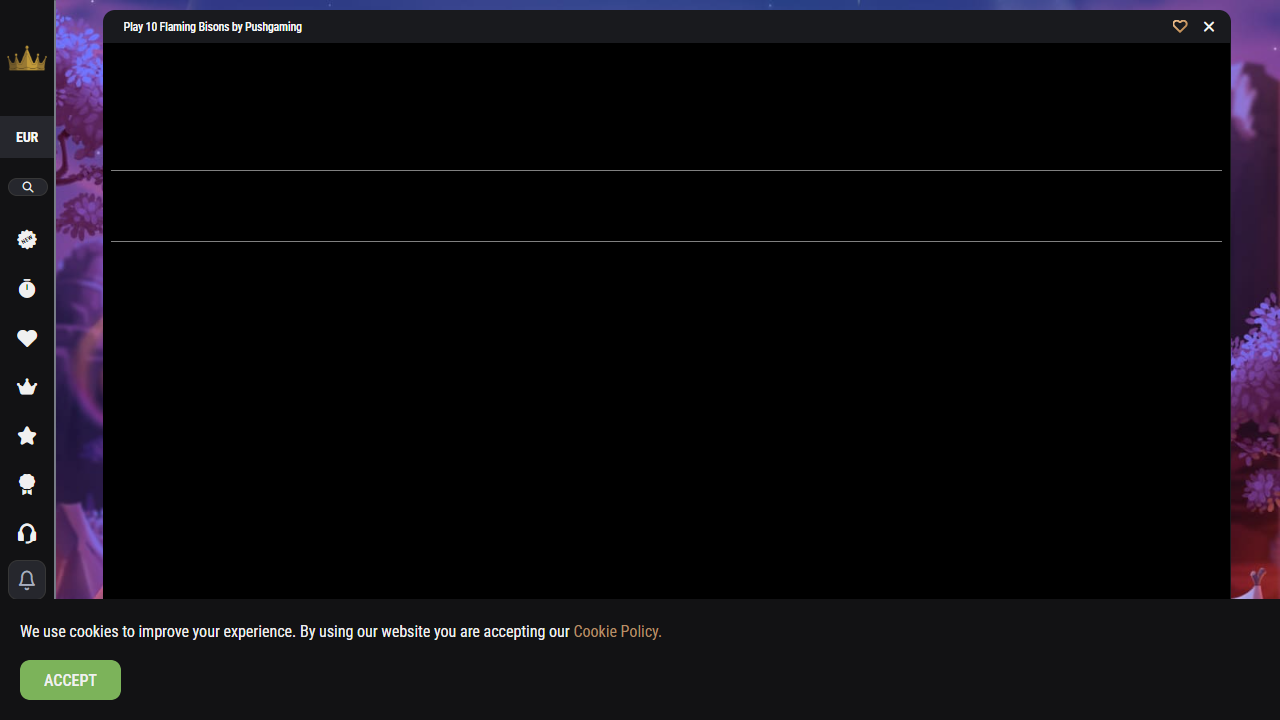 Play 10 Flaming Bisons by Pushgaming
EUR
NEW
We use cookies to improve your experience. By using our website you are accepting our Cookie Policy.
ACCEPT